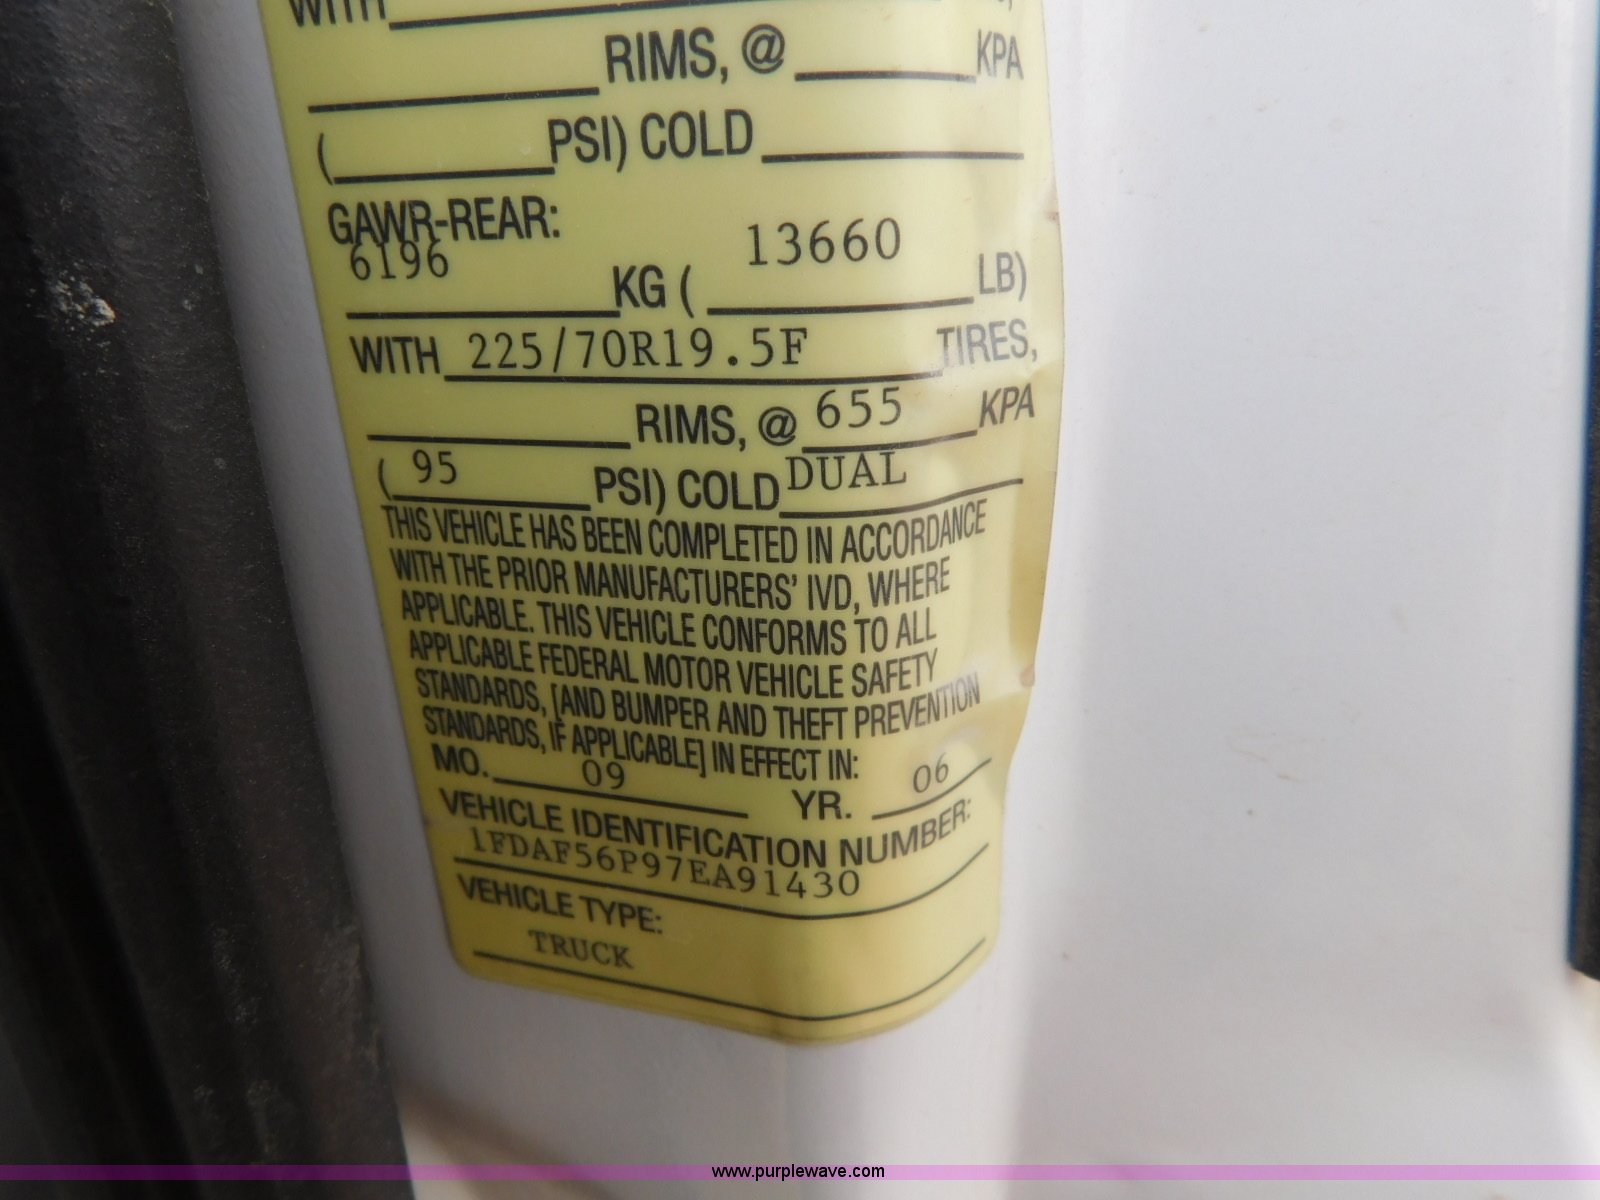 WITH
RIMS, @ KPA
( PSI) COLD
GAWR-REAR:
6196 KG ( 13660 LB)
WITH 225/70R19.5F TIRES,
RIMS, @ 655 KPA
( 95 PSI) COLD DUAL
THIS VEHICLE HAS BEEN COMPLETED IN ACCORDANCE
WITH THE PRIOR MANUFACTURERS' IVD, WHERE
APPLICABLE. THIS VEHICLE CONFORMS TO ALL
APPLICABLE FEDERAL MOTOR VEHICLE SAFETY
STANDARDS, [AND BUMPER AND THEFT PREVENTION
STANDARDS, IF APPLICABLE] IN EFFECT IN:
MO. 09 YR. 06
VEHICLE IDENTIFICATION NUMBER:
1FDAF56P97EA91430
VEHICLE TYPE:
TRUCK
www.purplewave.com